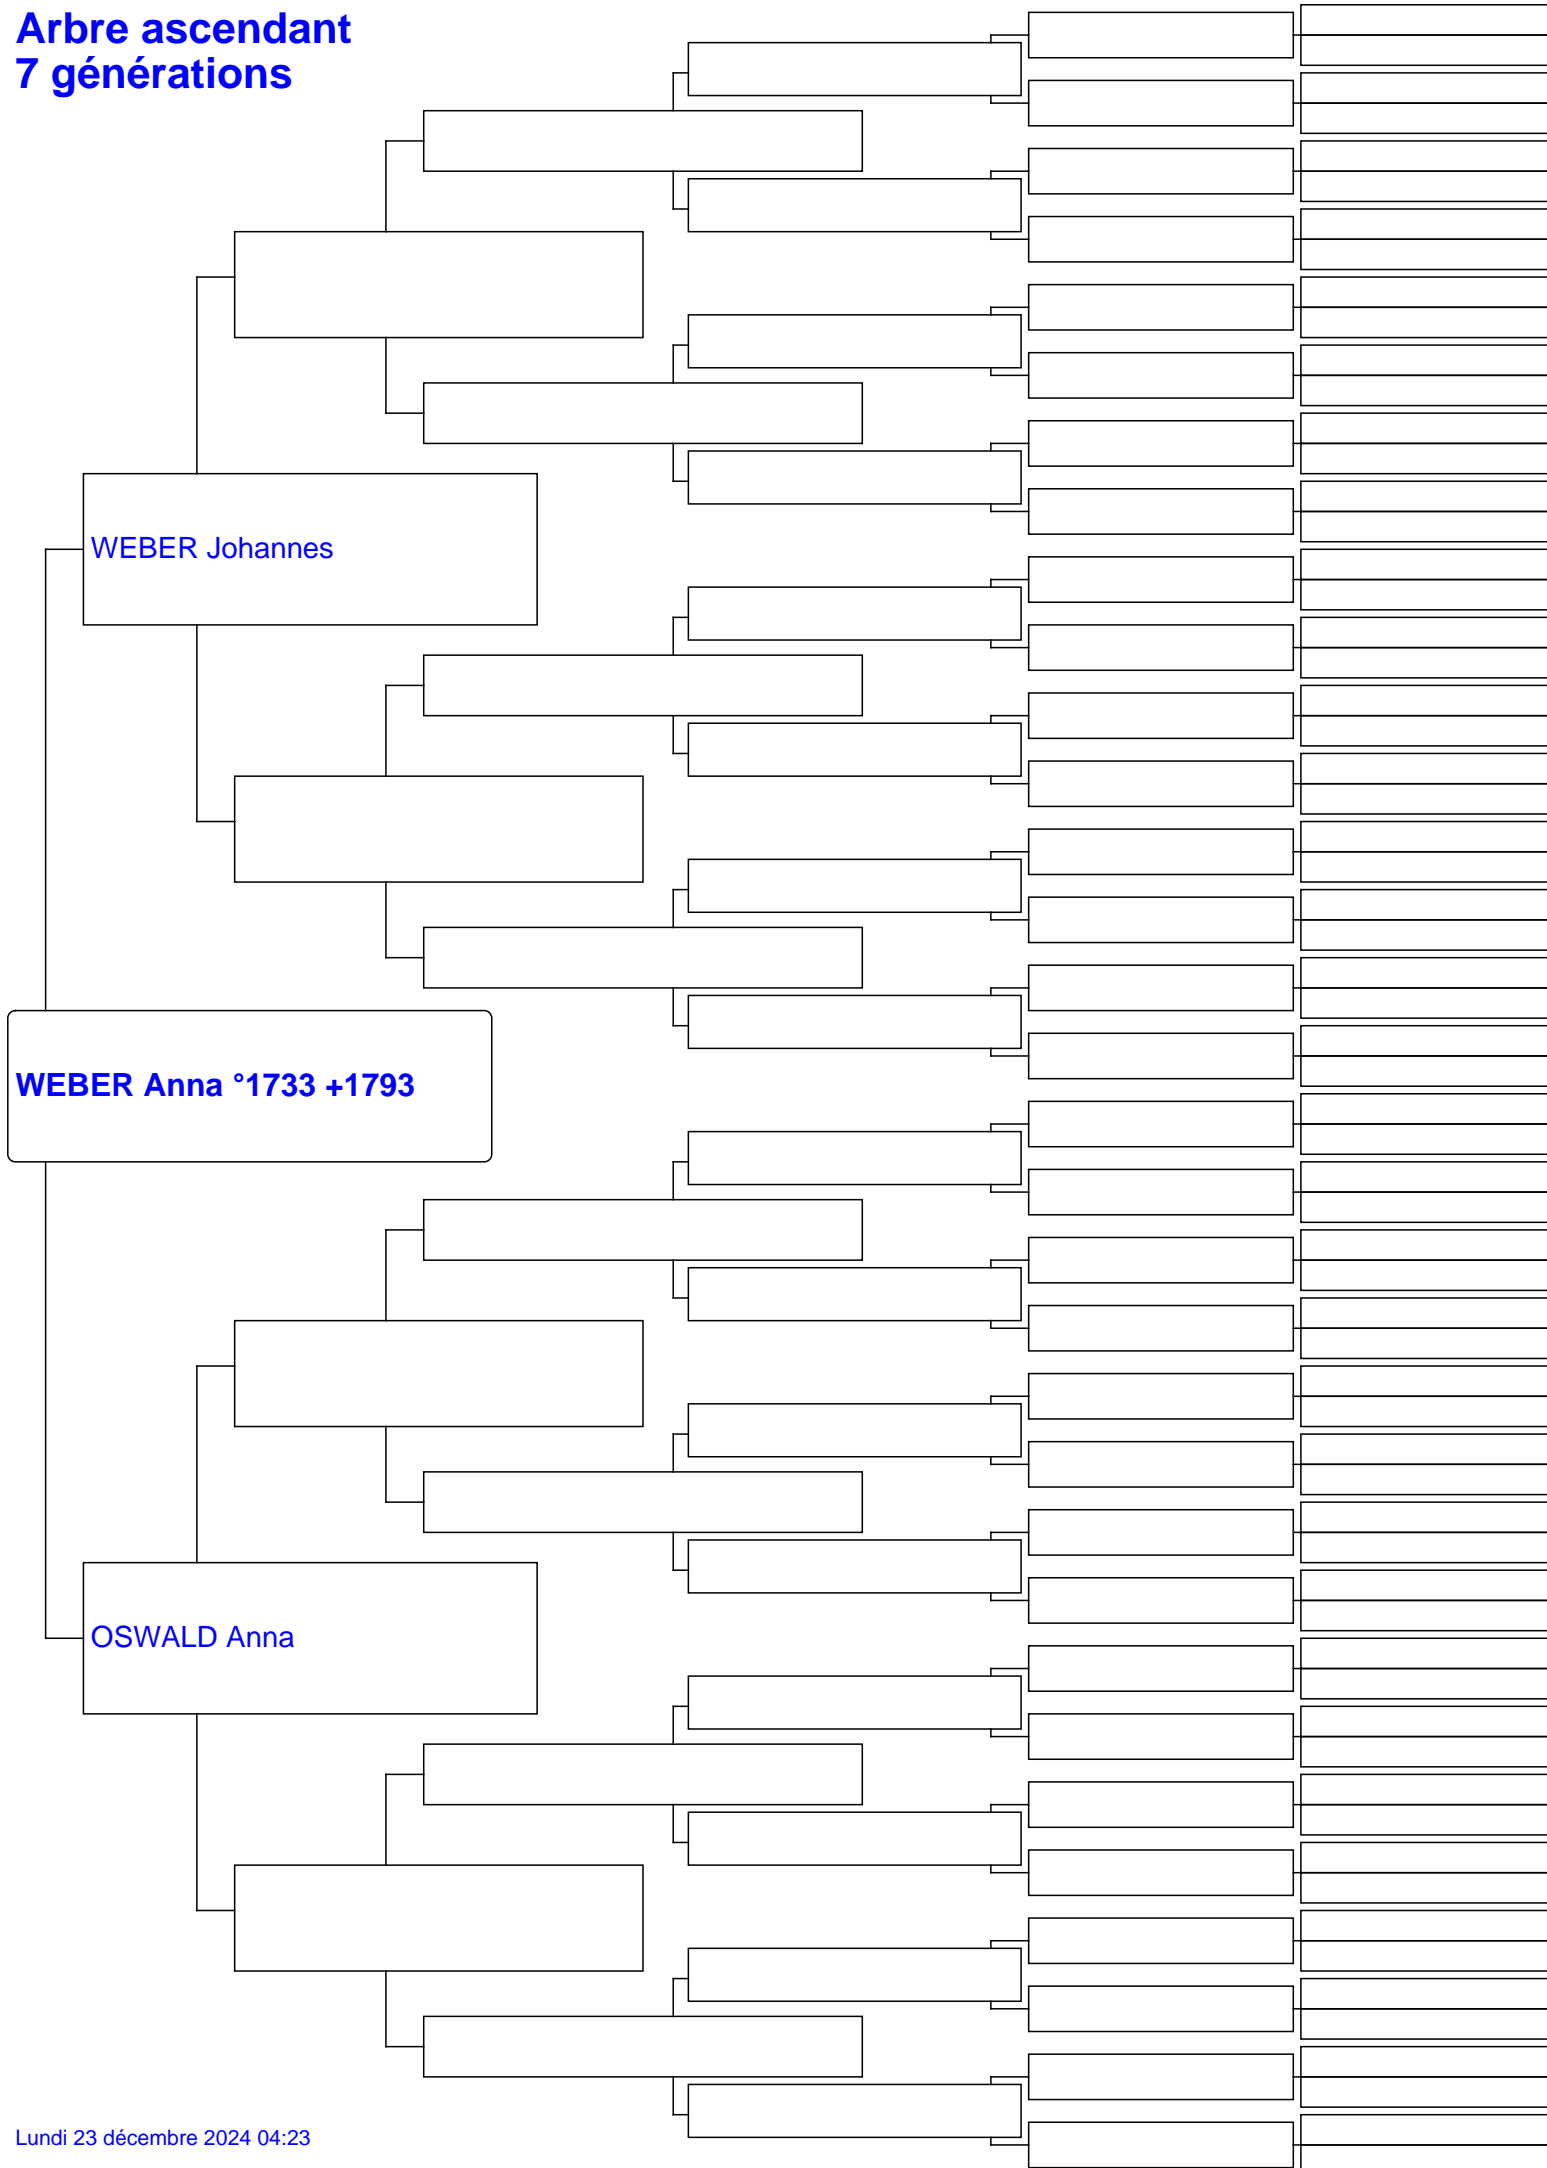 Arbre ascendant
7 générations
WEBER Johannes
WEBER Anna °1733 +1793
OSWALD Anna
Lundi 23 décembre 2024 04:23